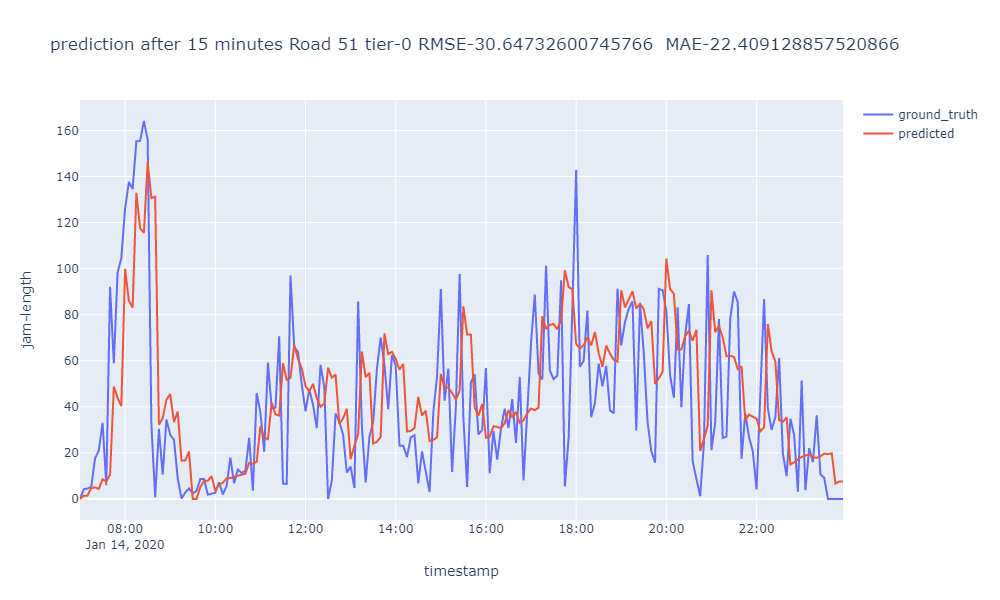 prediction after 15 minutes Road 51 tier-0 RMSE-30.64732600745766  MAE-22.409128857520866
ground_truth
predicted
160
140
120
100
80
60
40
20
0
jam-length
08:00 10:00 12:00 14:00 16:00 18:00 20:00 22:00
Jan 14, 2020
timestamp